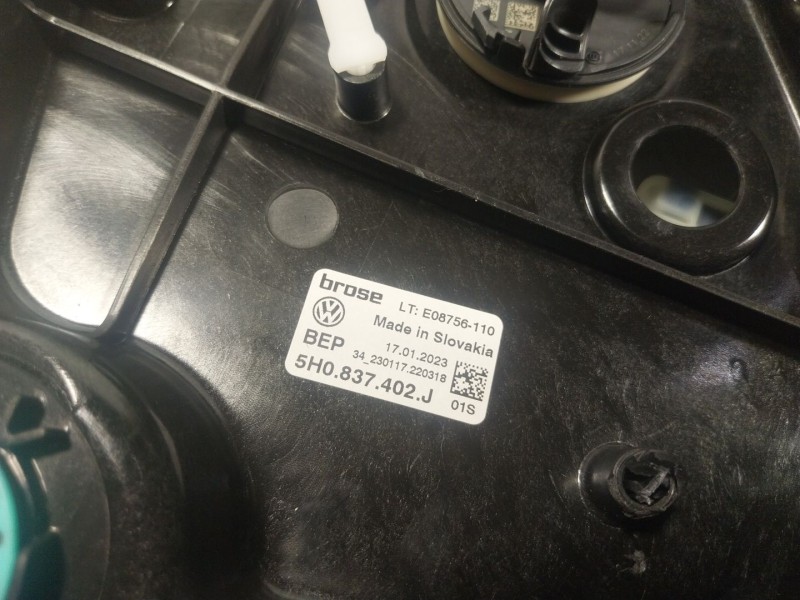 brose
LT: E08756-110
Made in Slovakia
BEP
17.01.2023
34_230117.220318
5H0.837.402.J
01S